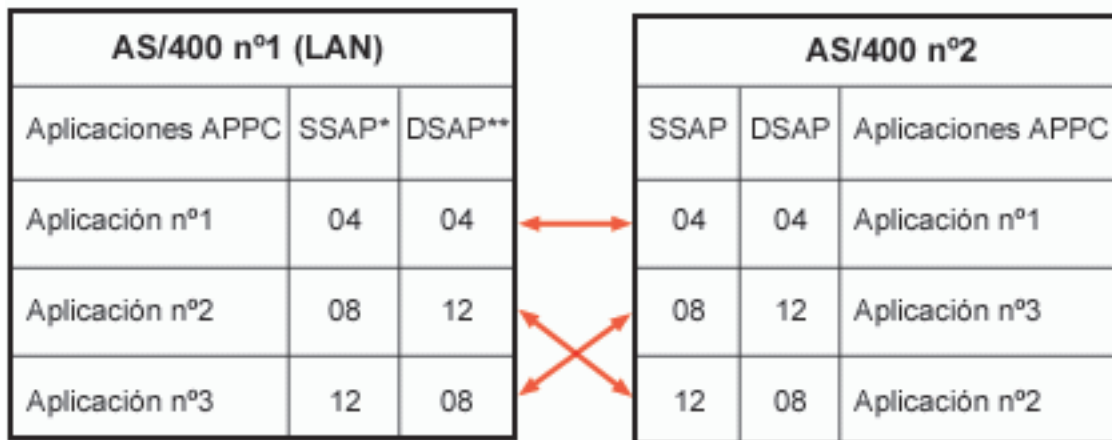 AS/400 nº1 (LAN)
Aplicaciones APPC SSAP* DSAP**
Aplicación nº1 04 04
Aplicación nº2 08 12
Aplicación nº3 12 08
AS/400 nº2
SSAP DSAP Aplicaciones APPC
04 04 Aplicación nº1
08 12 Aplicación nº3
12 08 Aplicación nº2